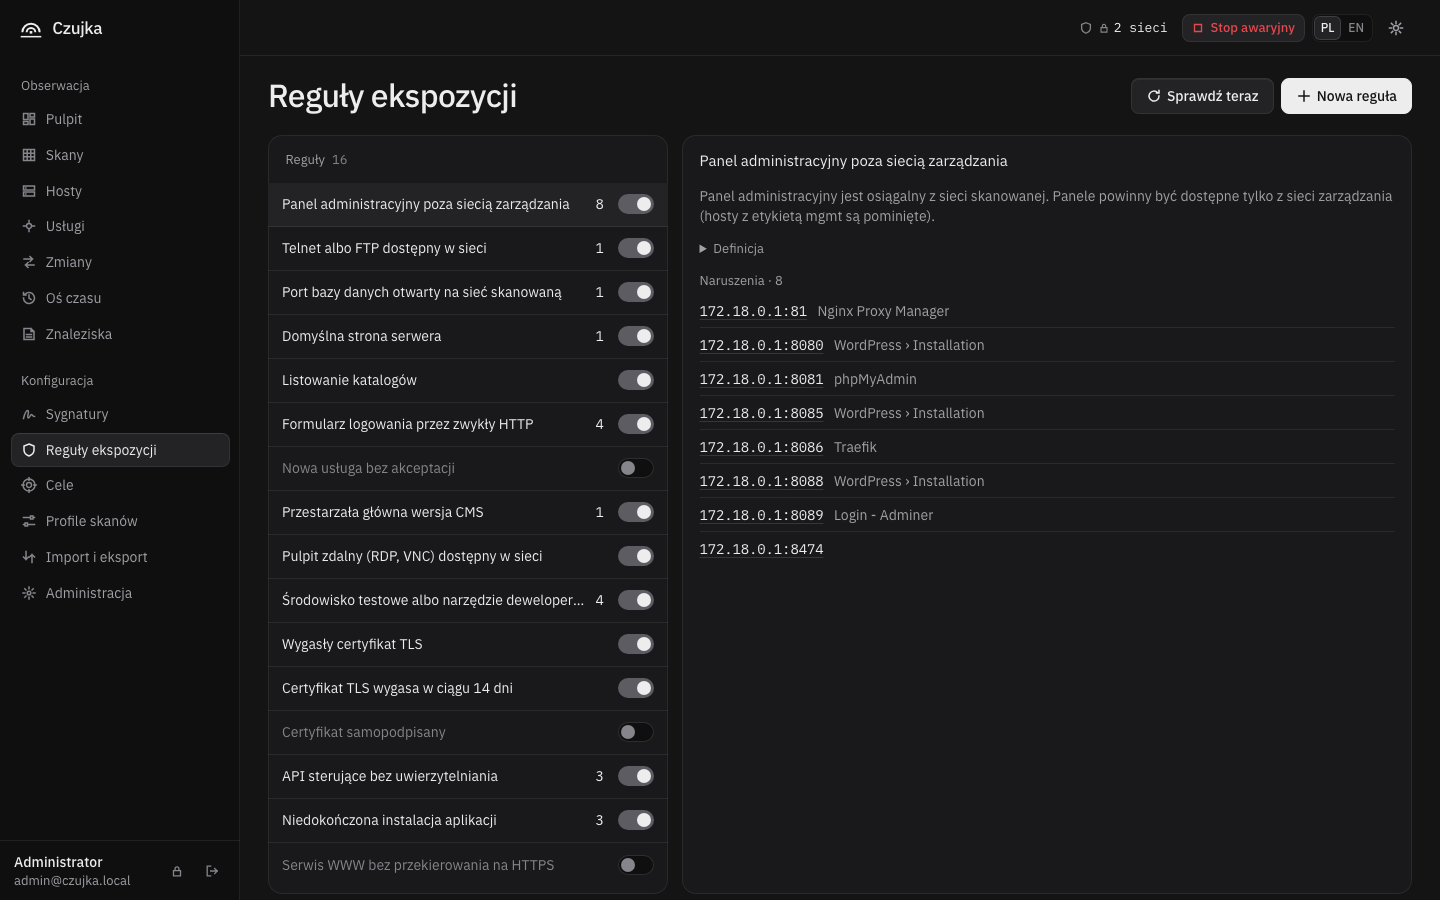 Czujka
2 sieci
Stop awaryjny
PL
EN
Obserwacja
Pulpit
Skany
Hosty
Usługi
Zmiany
Oś czasu
Znaleziska
Konfiguracja
Sygnatury
Reguły ekspozycji
Cele
Profile skanów
Import i eksport
Administracja
Administrator
admin@czujka.local
Reguły ekspozycji
Sprawdź teraz
Nowa reguła
Reguły 16
Panel administracyjny poza siecią zarządzania 8
Telnet albo FTP dostępny w sieci 1
Port bazy danych otwarty na sieć skanowaną 1
Domyślna strona serwera 1
Listowanie katalogów
Formularz logowania przez zwykły HTTP 4
Nowa usługa bez akceptacji
Przestarzała główna wersja CMS 1
Pulpit zdalny (RDP, VNC) dostępny w sieci
Środowisko testowe albo narzędzie deweloper... 4
Wygasły certyfikat TLS
Certyfikat TLS wygasa w ciągu 14 dni
Certyfikat samopodpisany
API sterujące bez uwierzytelniania 3
Niedokończona instalacja aplikacji 3
Serwis WWW bez przekierowania na HTTPS
Panel administracyjny poza siecią zarządzania
Panel administracyjny jest osiągalny z sieci skanowanej. Panele powinny być dostępne tylko z sieci zarządzania
(hosty z etykietą mgmt są pominięte).
Definicja
Naruszenia · 8
172.18.0.1:81 Nginx Proxy Manager
172.18.0.1:8080 WordPress › Installation
172.18.0.1:8081 phpMyAdmin
172.18.0.1:8085 WordPress › Installation
172.18.0.1:8086 Traefik
172.18.0.1:8088 WordPress › Installation
172.18.0.1:8089 Login - Adminer
172.18.0.1:8474